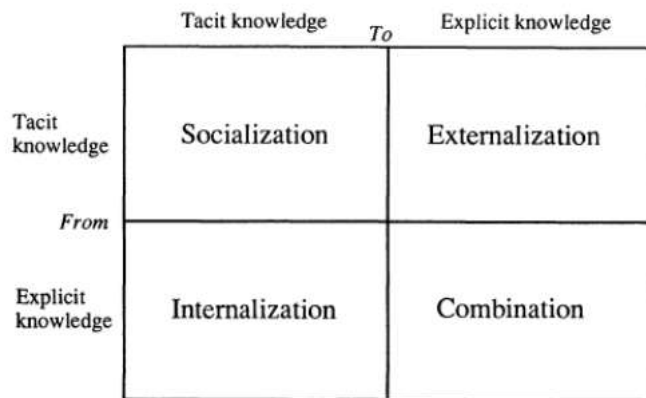 Tacit knowledge To Explicit knowledge
Tacit
knowledge
Socialization Externalization
From
Explicit
knowledge
Internalization Combination